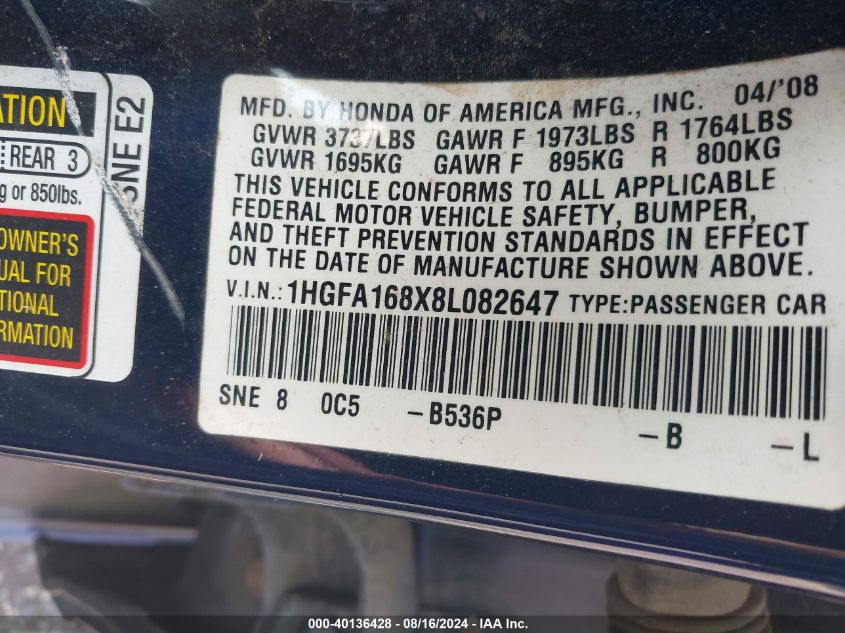 ATION
REAR 3
g or 850lbs.
OWNER'S
UAL FOR
TIONAL
RMATION
SNE E2
MFD. BY HONDA OF AMERICA MFG., INC. 04/'08
GVWR 3737LBS GAWR F 1973LBS R 1764LBS
GVWR 1695KG GAWR F 895KG R 800KG
THIS VEHICLE CONFORMS TO ALL APPLICABLE
FEDERAL MOTOR VEHICLE SAFETY, BUMPER,
AND THEFT PREVENTION STANDARDS IN EFFECT
ON THE DATE OF MANUFACTURE SHOWN ABOVE.
V.I.N.: 1HGFA168X8L082647 TYPE:PASSENGER CAR
SNE 8 0C5 -B536P -B -L
000-40136428 - 08/16/2024 - IAA, Inc.